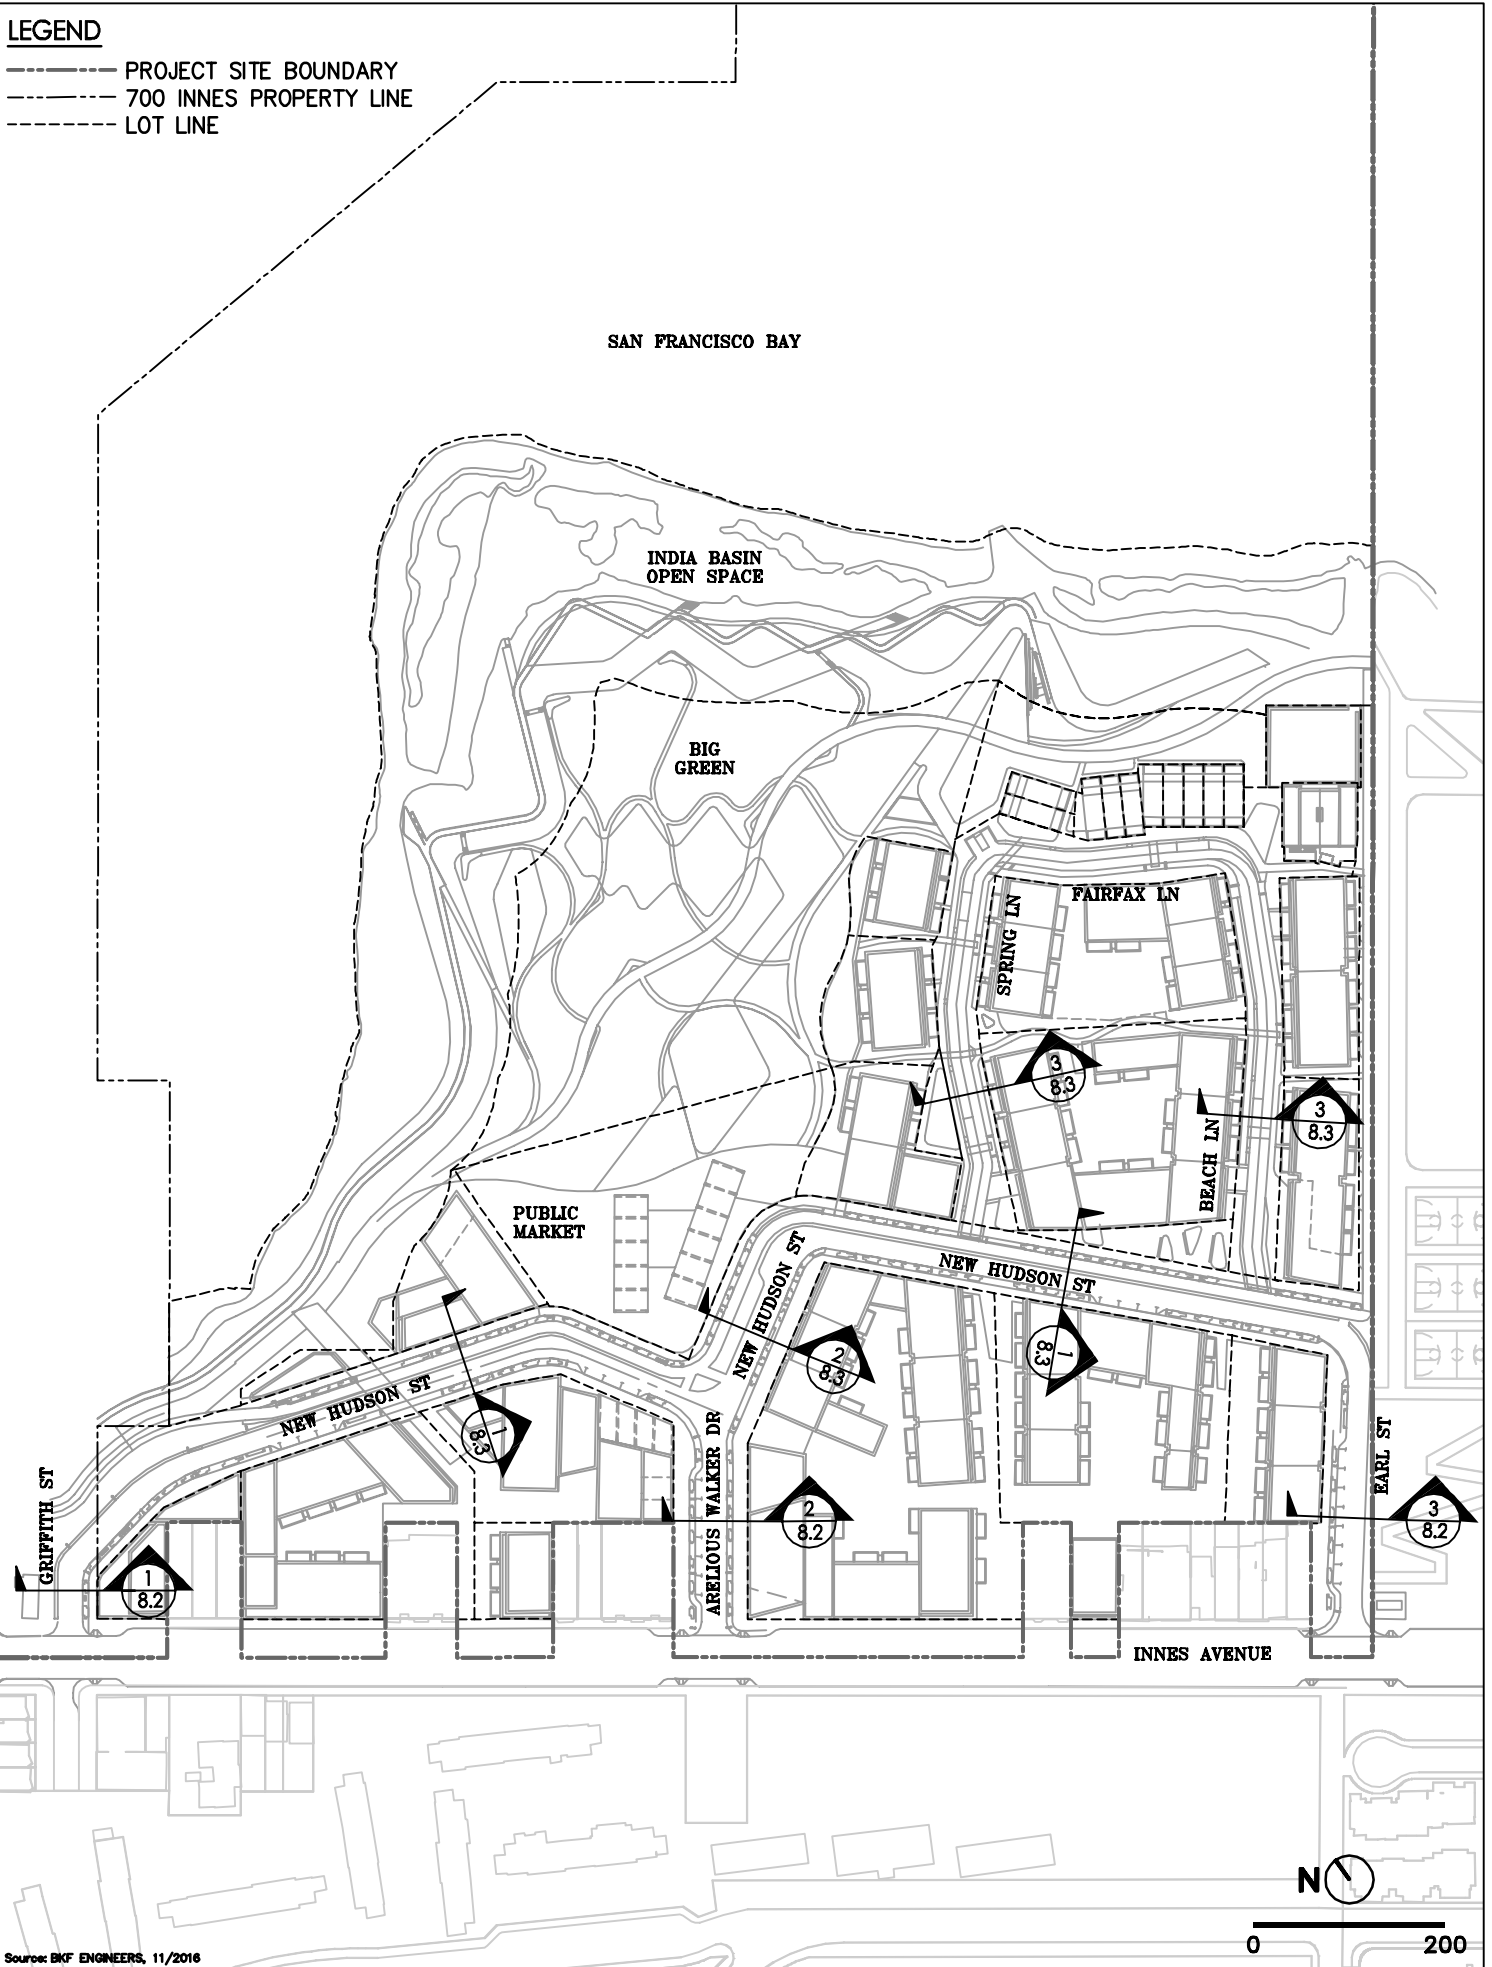 LEGEND
PROJECT SITE BOUNDARY
700 INNES PROPERTY LINE
LOT LINE
SAN FRANCISCO BAY
INDIA BASIN
OPEN SPACE
BIG
GREEN
FAIRFAX LN
SPRING LN
3
8.3
3
8.3
BEACH LN
PUBLIC
MARKET
NEW HUDSON ST
NEW HUDSON ST
2
8.3
1
8.3
NEW HUDSON ST
1
8.3
ARELIOUS WALKER DR
EARL ST
GRIFFITH ST
2
8.2
3
8.2
1
8.2
INNES AVENUE
N
0 200
Source: BKF ENGINEERS, 11/2016